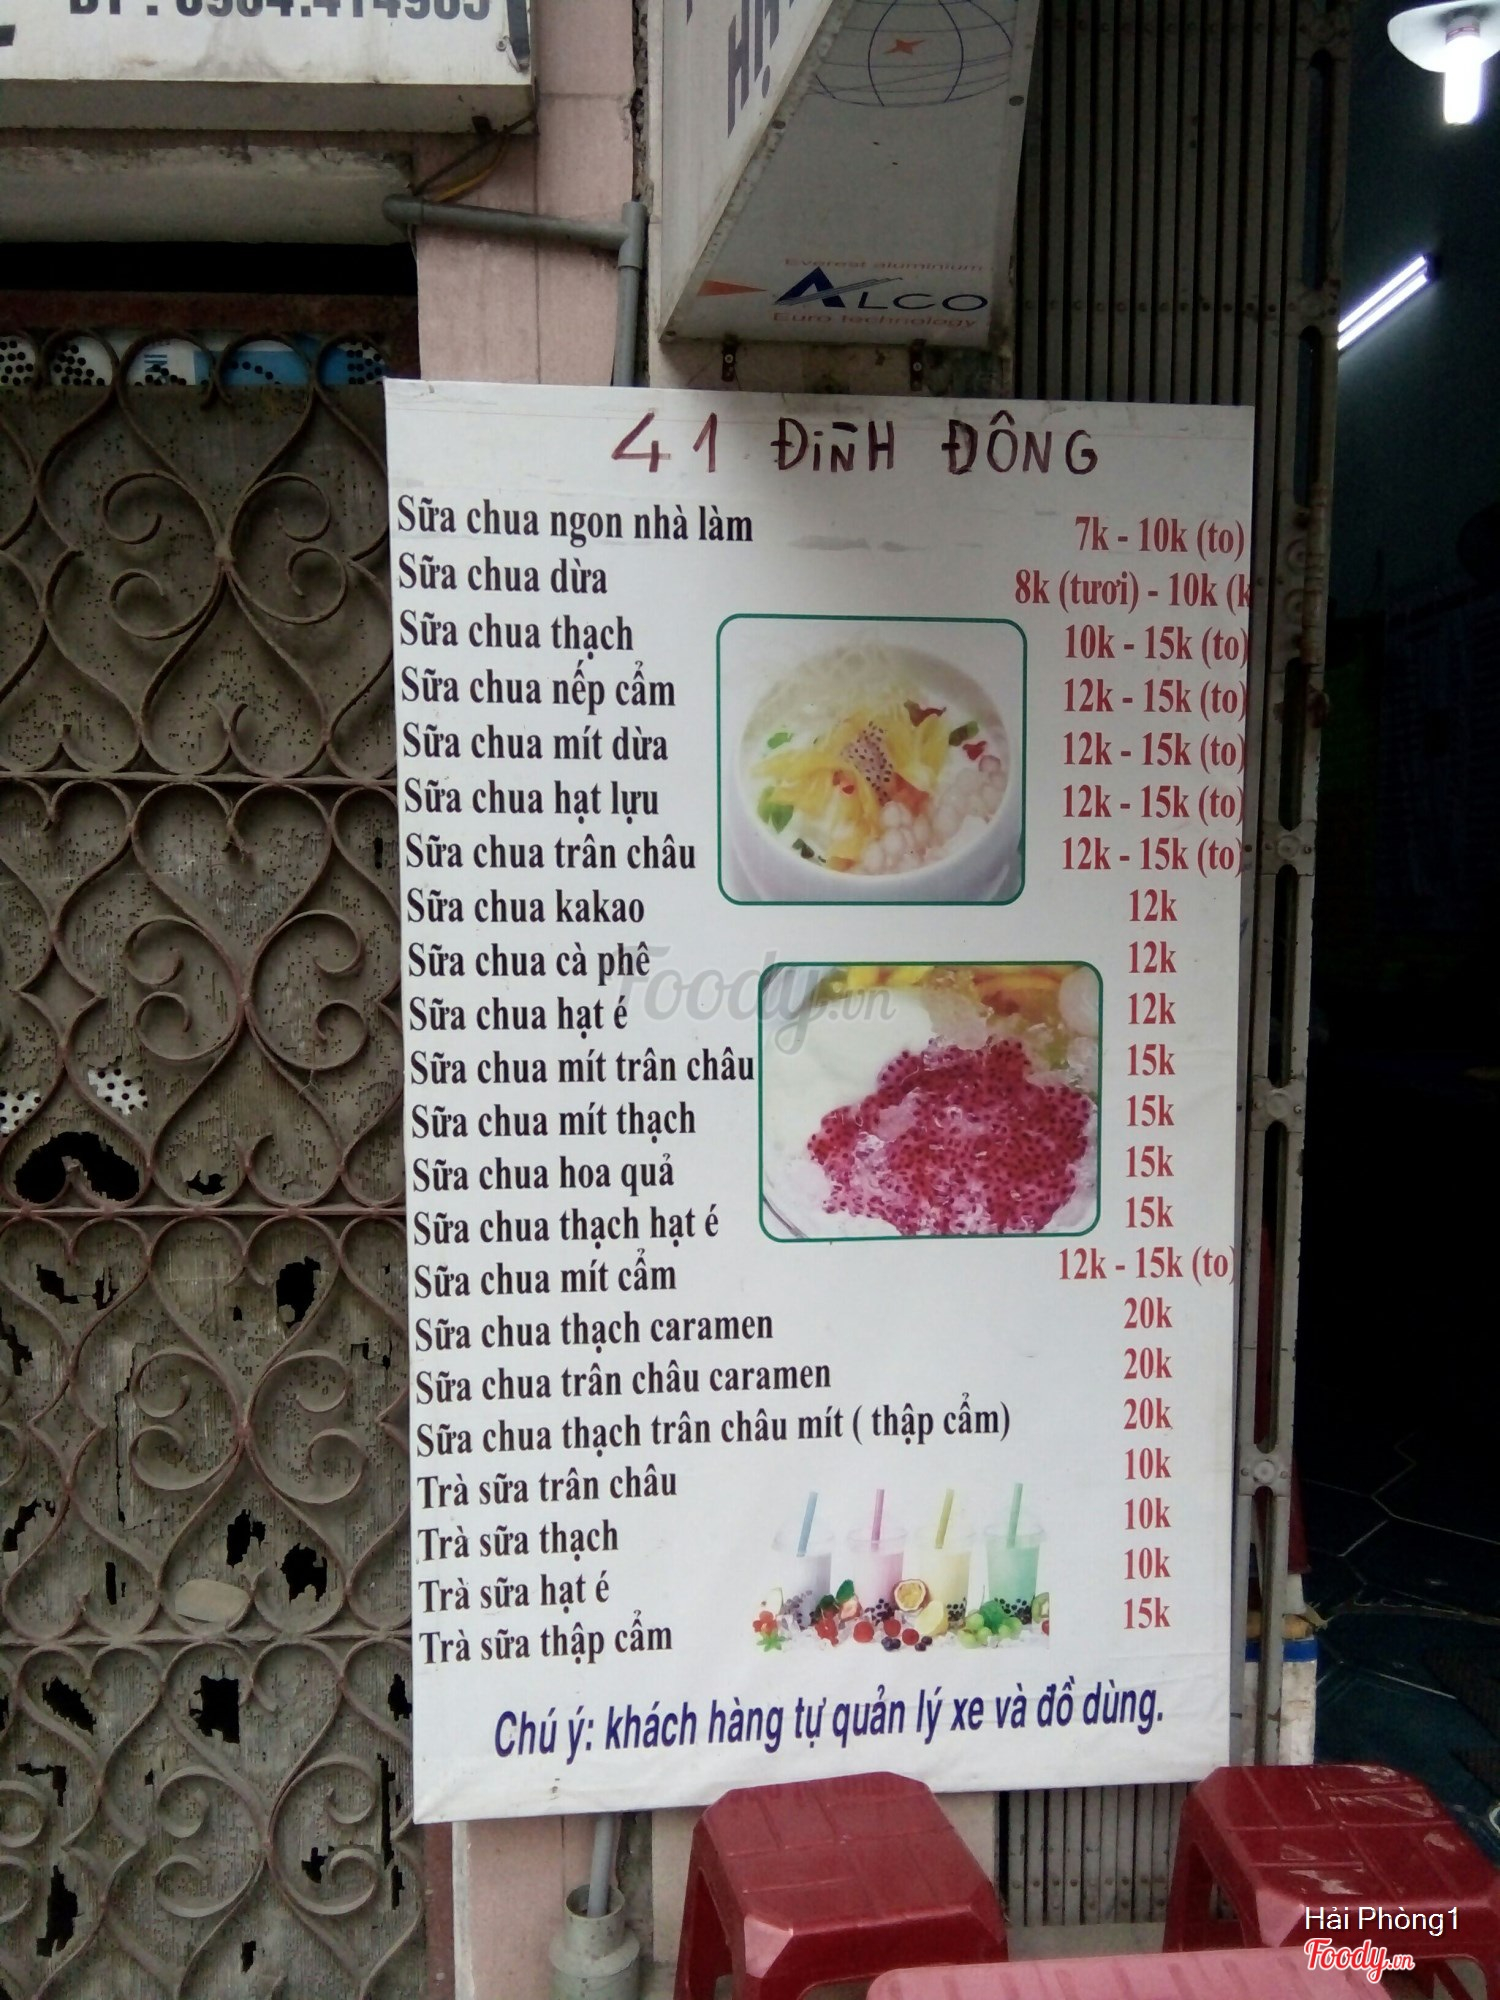 ĐT : 0904.414985
Everest aluminium
ALCO
Euro technology
41 ĐÌNH ĐÔNG
Sữa chua ngon nhà làm 7k - 10k (to)
Sữa chua dừa 8k (tươi) - 10k (k
Sữa chua thạch 10k - 15k (to)
Sữa chua nếp cẩm 12k - 15k (to)
Sữa chua mít dừa 12k - 15k (to)
Sữa chua hạt lựu 12k - 15k (to)
Sữa chua trân châu 12k - 15k (to)
Sữa chua kakao 12k
Sữa chua cà phê 12k
Sữa chua hạt é 12k
Sữa chua mít trân châu 15k
Sữa chua mít thạch 15k
Sữa chua hoa quả 15k
Sữa chua thạch hạt é 15k
Sữa chua mít cẩm 12k - 15k (to)
Sữa chua thạch caramen 20k
Sữa chua trân châu caramen 20k
Sữa chua thạch trân châu mít ( thập cẩm) 20k
Trà sữa trân châu 10k
Trà sữa thạch 10k
Trà sữa hạt é 10k
Trà sữa thập cẩm 15k
Chú ý: khách hàng tự quản lý xe và đồ dùng.
Foody.vn
Hải Phòng1
Foody.vn